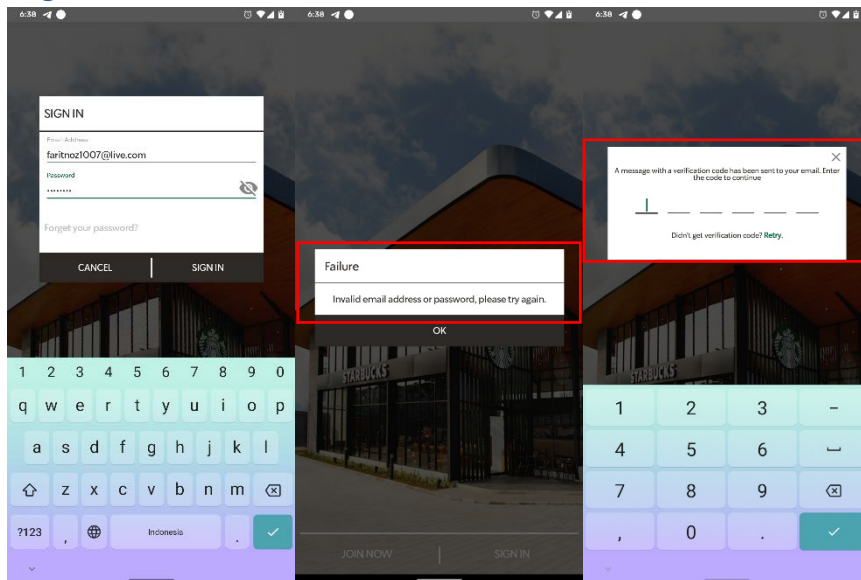 6:38
SIGN IN
Email Address
faritnoz1007@live.com
Password
........
Forget your password?
CANCEL
SIGN IN
1 2 3 4 5 6 7 8 9 0
q w e r t y u i o p
a s d f g h j k l
z x c v b n m
?123 , Indonesia .
6:38
Failure
Invalid email address or password, please try again.
OK
STARBUCKS
JOIN NOW
SIGN IN
6:38
A message with a verification code has been sent to your email. Enter
the code to continue
Didn't get verification code? Retry.
STARBUCKS
1 2 3 –
4 5 6
7 8 9
, 0 .